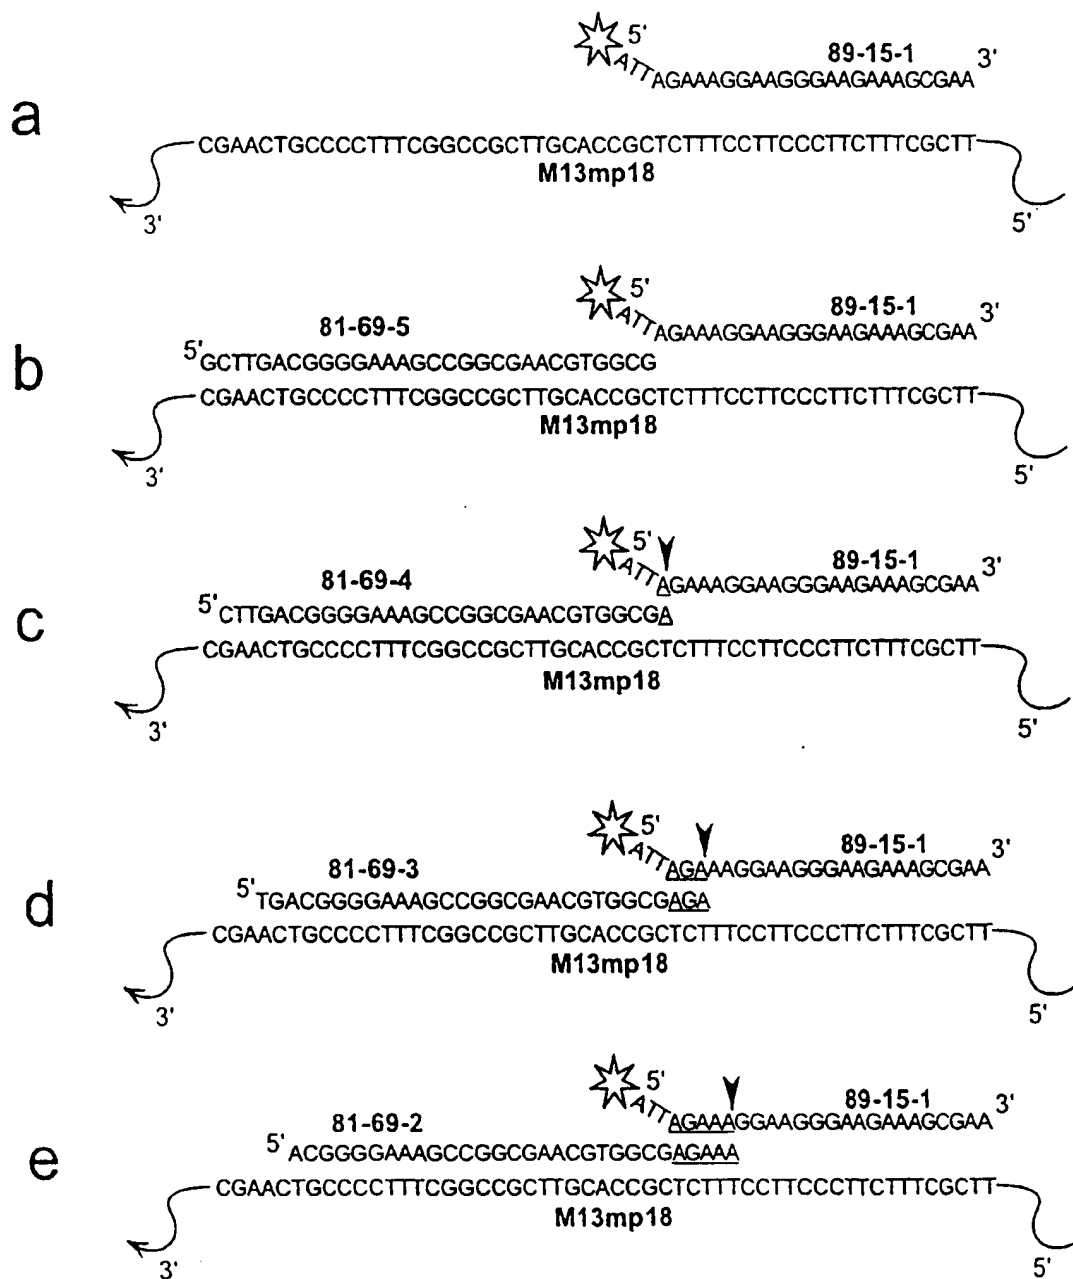 a
5'
89-15-1
3'
ATTAGAAAGGAAGGGAAGAAAGCGAA
CGAACTGCCCCTTTCGGCCGCTTGCACCGCTCTTTCCTTCCCTTCTTTCGCTT
M13mp18
3'
5'
b
5'
81-69-5
89-15-1
3'
ATTAGAAAGGAAGGGAAGAAAGCGAA
5'GCTTGACGGGGAAAGCCGGCGAACGTGGCG
CGAACTGCCCCTTTCGGCCGCTTGCACCGCTCTTTCCTTCCCTTCTTTCGCTT
M13mp18
3'
5'
c
5'
81-69-4
89-15-1
3'
ATTAGAAAGGAAGGGAAGAAAGCGAA
5'CTTGACGGGGAAAGCCGGCGAACGTGGCGA
CGAACTGCCCCTTTCGGCCGCTTGCACCGCTCTTTCCTTCCCTTCTTTCGCTT
M13mp18
3'
5'
d
5'
81-69-3
89-15-1
3'
ATTAGAAAGGAAGGGAAGAAAGCGAA
5'TGACGGGGAAAGCCGGCGAACGTGGCGAGA
CGAACTGCCCCTTTCGGCCGCTTGCACCGCTCTTTCCTTCCCTTCTTTCGCTT
M13mp18
3'
5'
e
5'
81-69-2
89-15-1
3'
ATTAGAAAGGAAGGGAAGAAAGCGAA
5'ACGGGGAAAGCCGGCGAACGTGGCGAGAAA
CGAACTGCCCCTTTCGGCCGCTTGCACCGCTCTTTCCTTCCCTTCTTTCGCTT
M13mp18
3'
5'